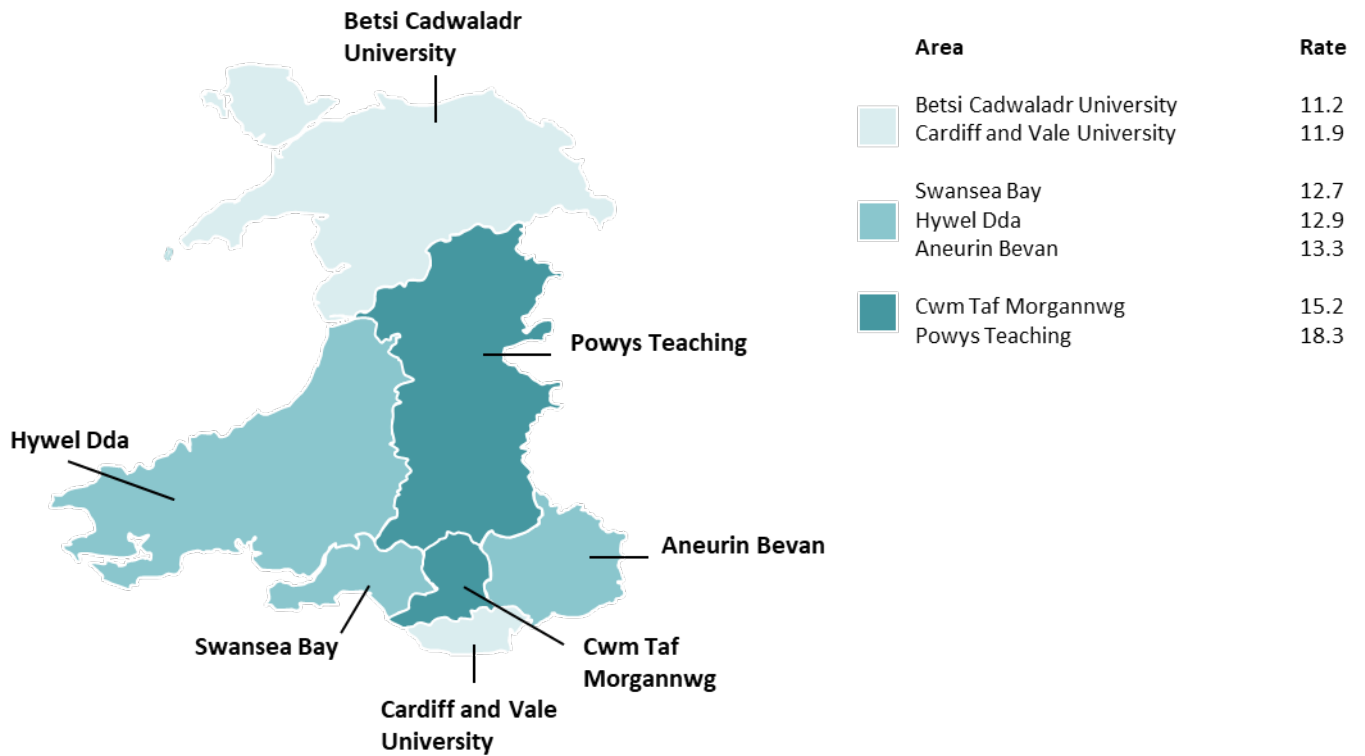 Betsi Cadwaladr
University
Powys Teaching
Hywel Dda
Aneurin Bevan
Swansea Bay
Cwm Taf
Morgannwg
Cardiff and Vale
University
Area Rate
Betsi Cadwaladr University 11.2
Cardiff and Vale University 11.9
Swansea Bay 12.7
Hywel Dda 12.9
Aneurin Bevan 13.3
Cwm Taf Morgannwg 15.2
Powys Teaching 18.3